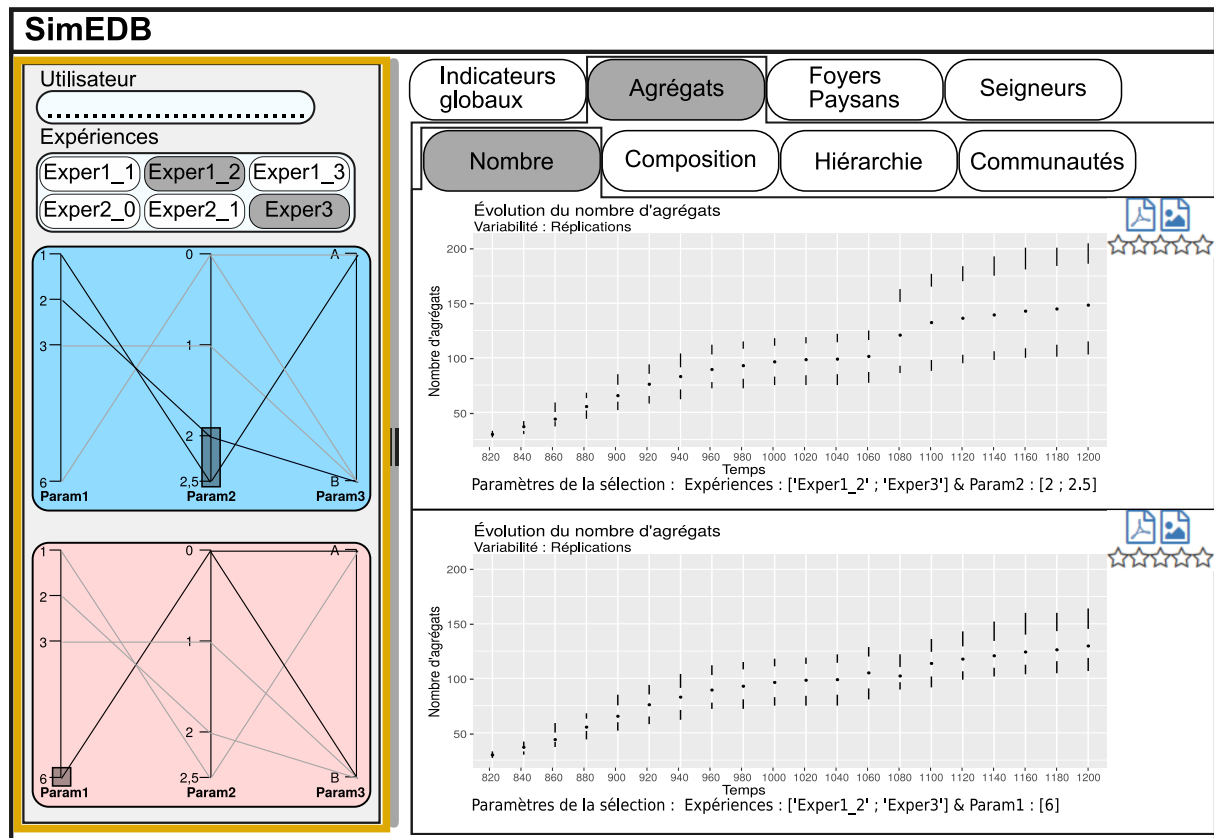 SimEDB
Utilisateur
Expériences
Exper1_1 Exper1_2 Exper1_3
Exper2_0 Exper2_1 Exper3
1 0 A
2
3 1
2
6 2,5 B
Param1 Param2 Param3
1 0 A
2
3 1
2
6 2,5 B
Param1 Param2 Param3
Indicateurs
globaux
Agrégats
Foyers
Paysans
Seigneurs
Nombre Composition Hiérarchie Communautés
Évolution du nombre d'agrégats
Variabilité : Réplications
Nombre d'agrégats
200
150
100
50
820 840 860 880 900 920 940 960 980 1000 1020 1040 1060 1080 1100 1120 1140 1160 1180 1200
Temps
Paramètres de la sélection : Expériences : ['Exper1_2' ; 'Exper3'] & Param2 : [2 ; 2.5]
Évolution du nombre d'agrégats
Variabilité : Réplications
Nombre d'agrégats
200
150
100
50
820 840 860 880 900 920 940 960 980 1000 1020 1040 1060 1080 1100 1120 1140 1160 1180 1200
Temps
Paramètres de la sélection : Expériences : ['Exper1_2' ; 'Exper3'] & Param1 : [6]